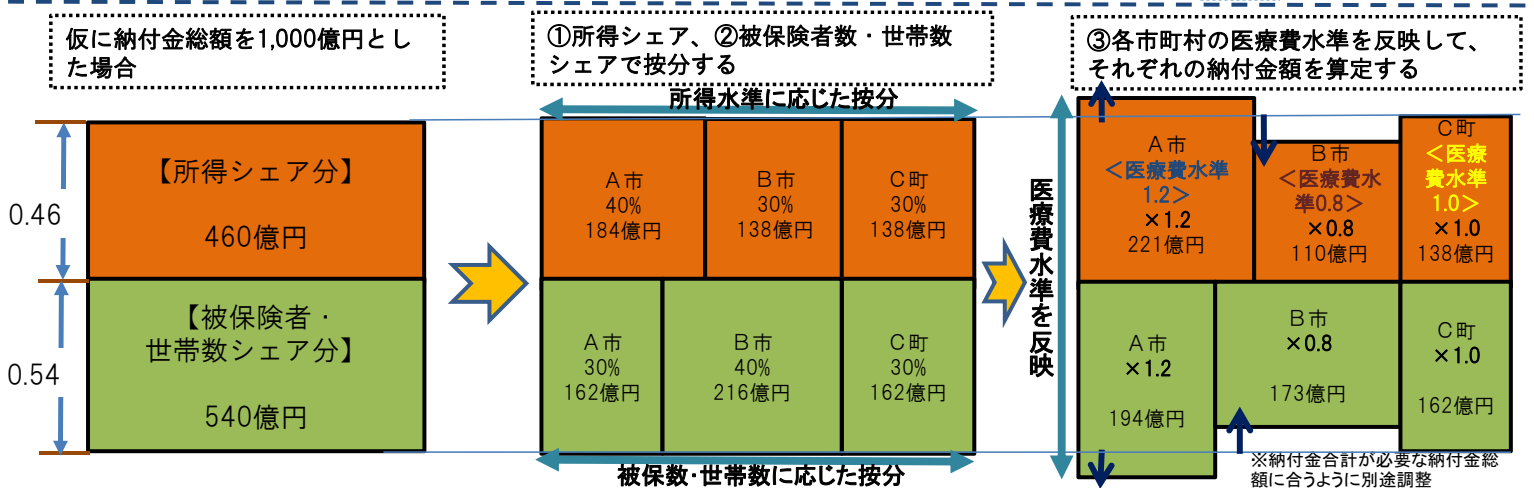 仮に納付金総額を1,000億円とし
た場合
①所得シェア、②被保険者数・世帯数
シェアで按分する
③各市町村の医療費水準を反映して、
それぞれの納付金額を算定する
0.46
0.54
【所得シェア分】
460億円
【被保険者・
世帯数シェア分】
540億円
所得水準に応じた按分
A市
40%
184億円
B市
30%
138億円
C町
30%
138億円
A市
30%
162億円
B市
40%
216億円
C町
30%
162億円
被保数・世帯数に応じた按分
医療費水準を反映
A市
＜医療費水準
1.2＞
×1.2
221億円
B市
＜医療費水
準0.8＞
×0.8
110億円
C町
＜医療
費水準
1.0＞
×1.0
138億円
A市
×1.2
194億円
B市
×0.8
173億円
C町
×1.0
162億円
※納付金合計が必要な納付金総
額に合うように別途調整